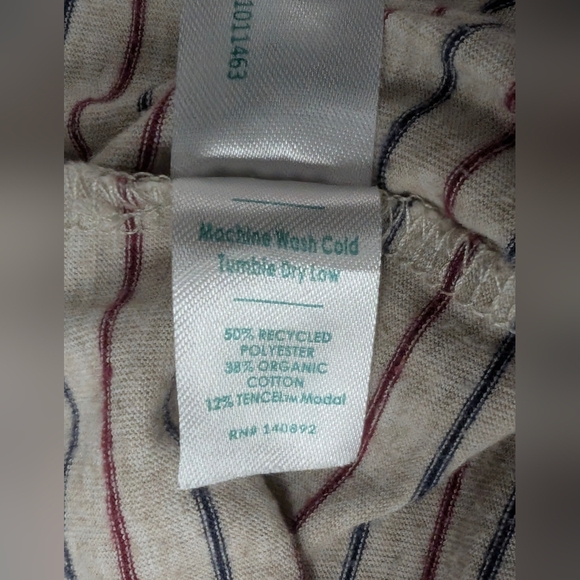 1011463
Machine Wash Cold
Tumble Dry Low
50% RECYCLED
POLYESTER
38% ORGANIC
COTTON
12% TENCEL™ Modal
RN# 140892